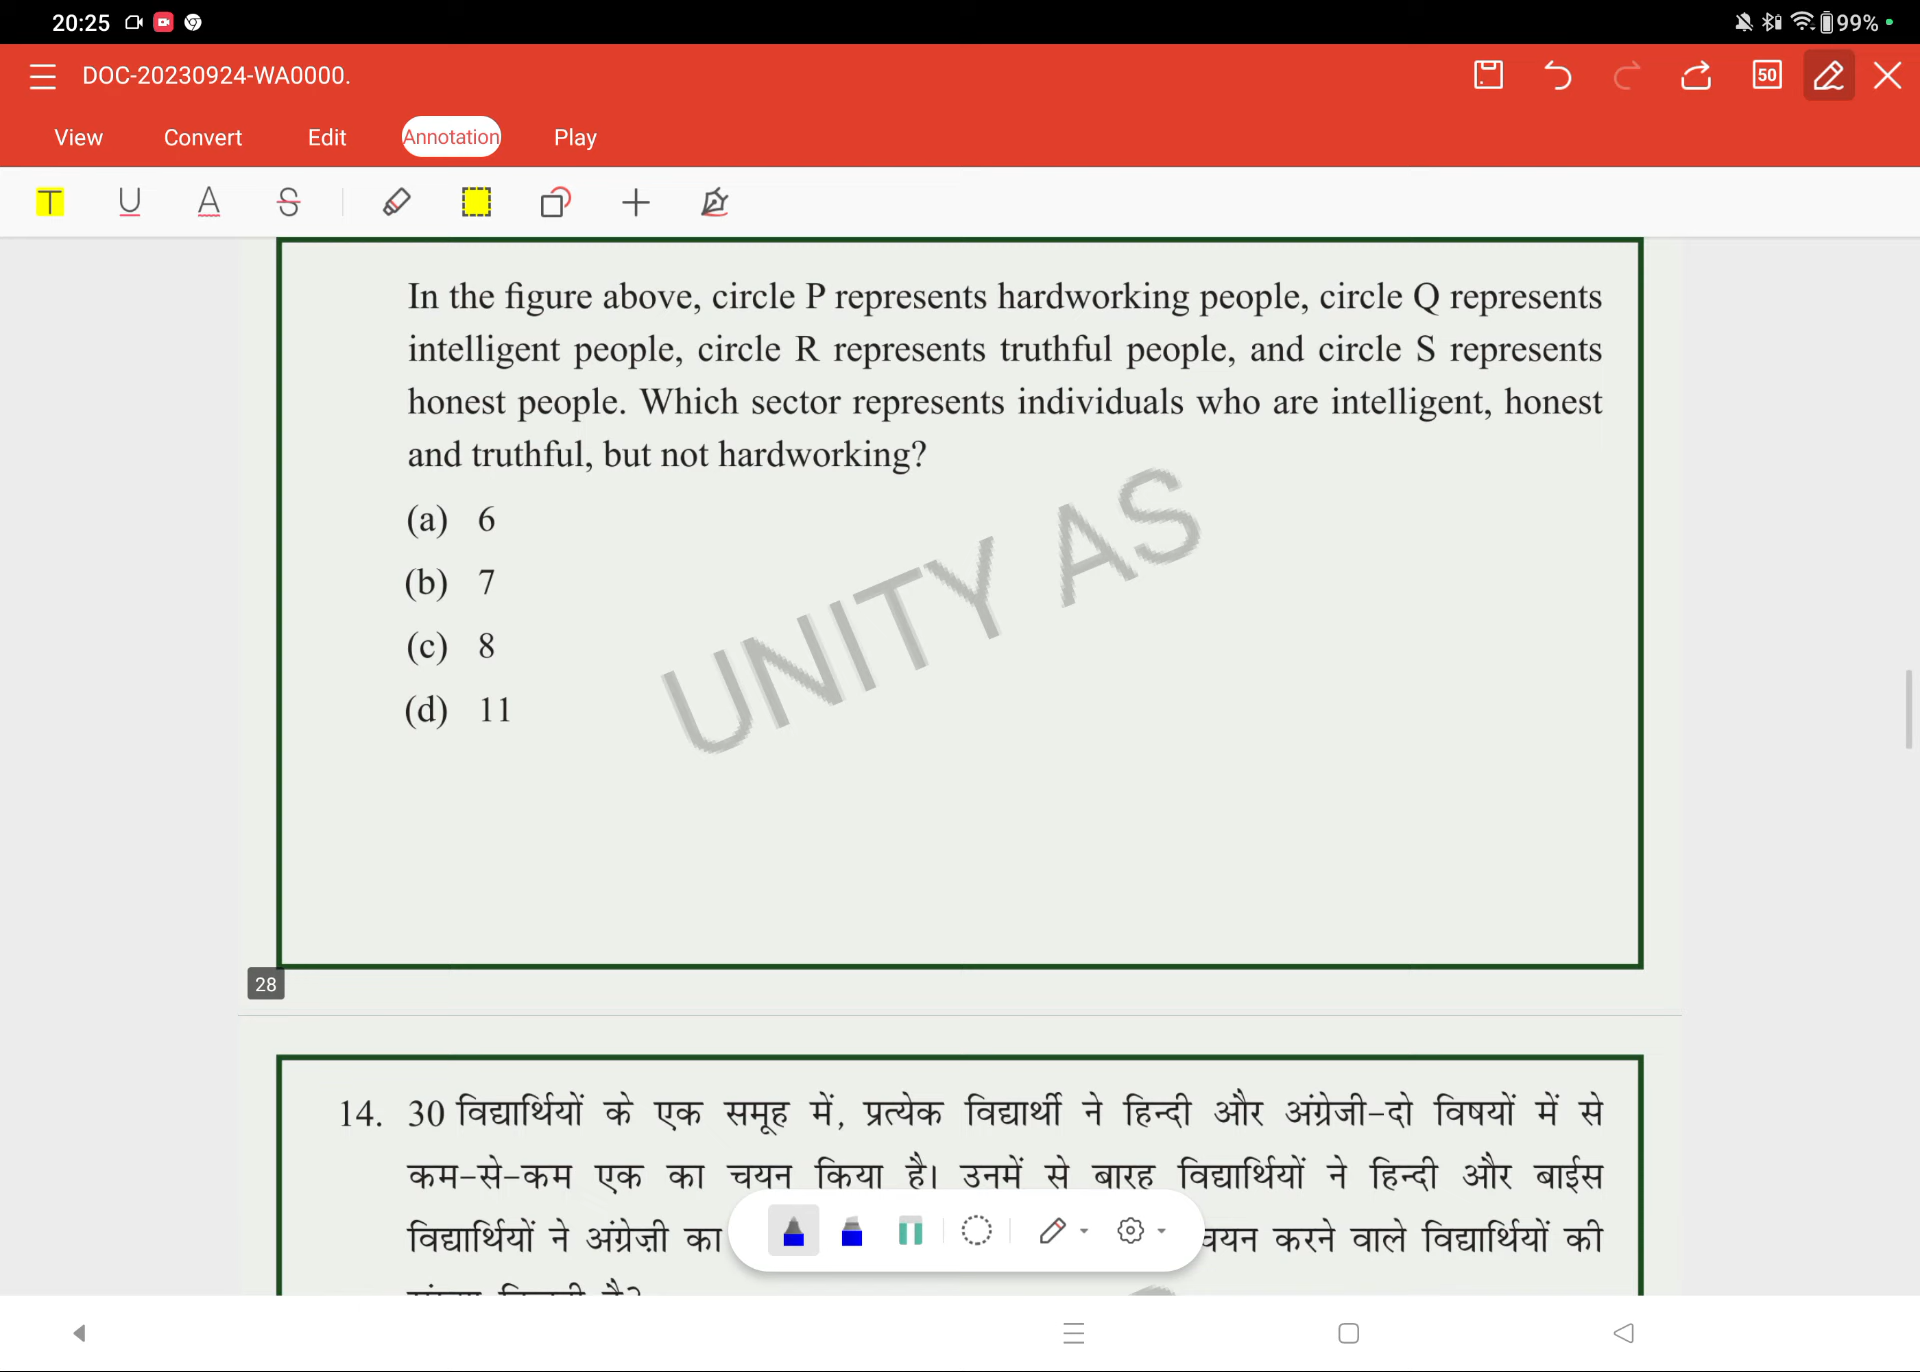 20:25
99%
DOC-20230924-WA0000.
50
View Convert Edit Annotation Play
T U A S
In the figure above, circle P represents hardworking people, circle Q represents
intelligent people, circle R represents truthful people, and circle S represents
honest people. Which sector represents individuals who are intelligent, honest
and truthful, but not hardworking?
(a) 6
(b) 7
(c) 8
(d) 11
UNITY AS
28
14. 30 विद्यार्थियों के एक समूह में, प्रत्येक विद्यार्थी ने हिन्दी और अंग्रेजी-दो विषयों में से
कम-से-कम एक का चयन किया है। उनमें से बारह विद्यार्थियों ने हिन्दी और बाईस
विद्यार्थियों ने अंग्रेज़ी का चयन करने वाले विद्यार्थियों की